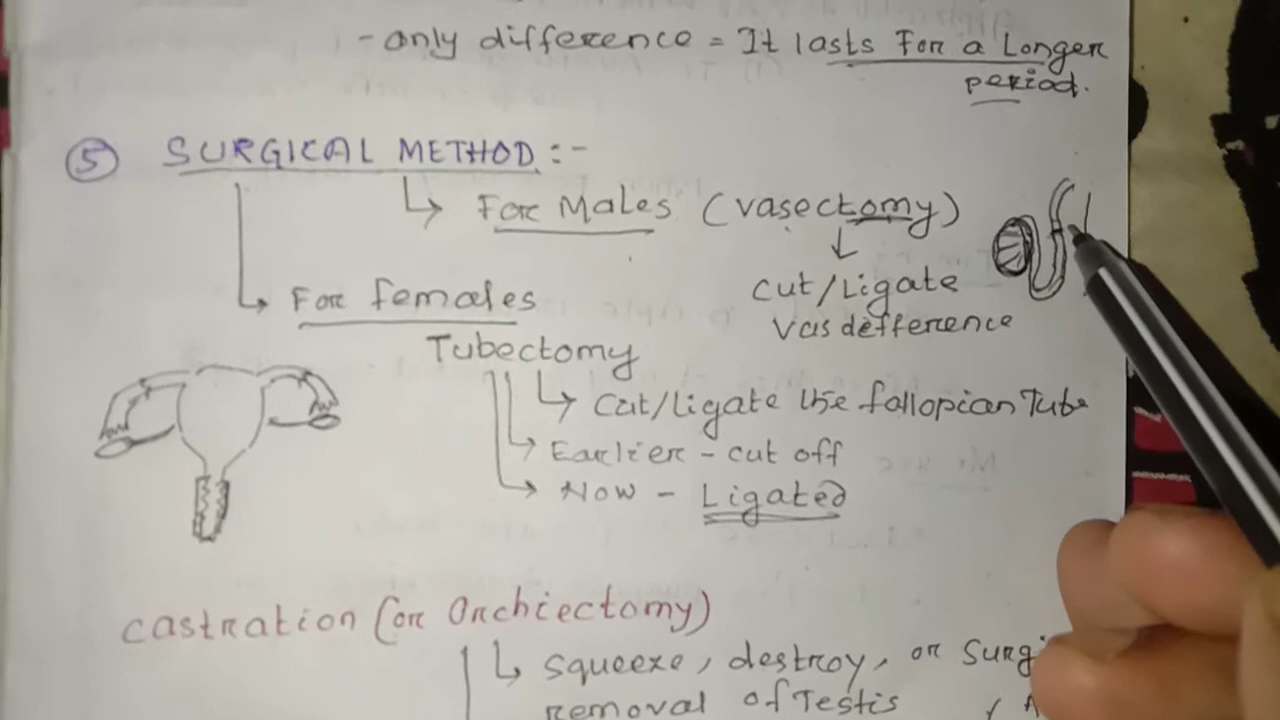 - only difference = It lasts For a Longer
period.
⑤ SURGICAL METHOD :-
↳ For Males (vasectomy)
↓
cut/Ligate
vas defference
↳ For females
Tubectomy
↳ Cut/ligate the fallopian Tube
↳ Earlier - cut off
↳ Now - Ligated
castration (or Orchiectomy)
↳ squeeze, destroy, or surgi
removal of Testis